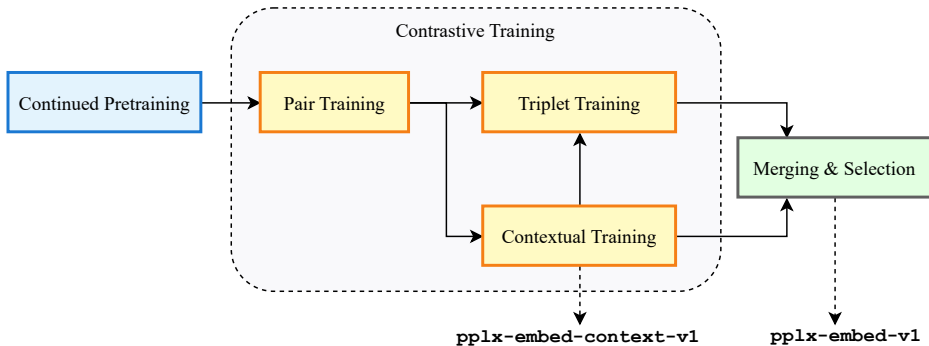 Contrastive Training
Continued Pretraining
Pair Training
Triplet Training
Merging & Selection
Contextual Training
pplx-embed-context-v1
pplx-embed-v1